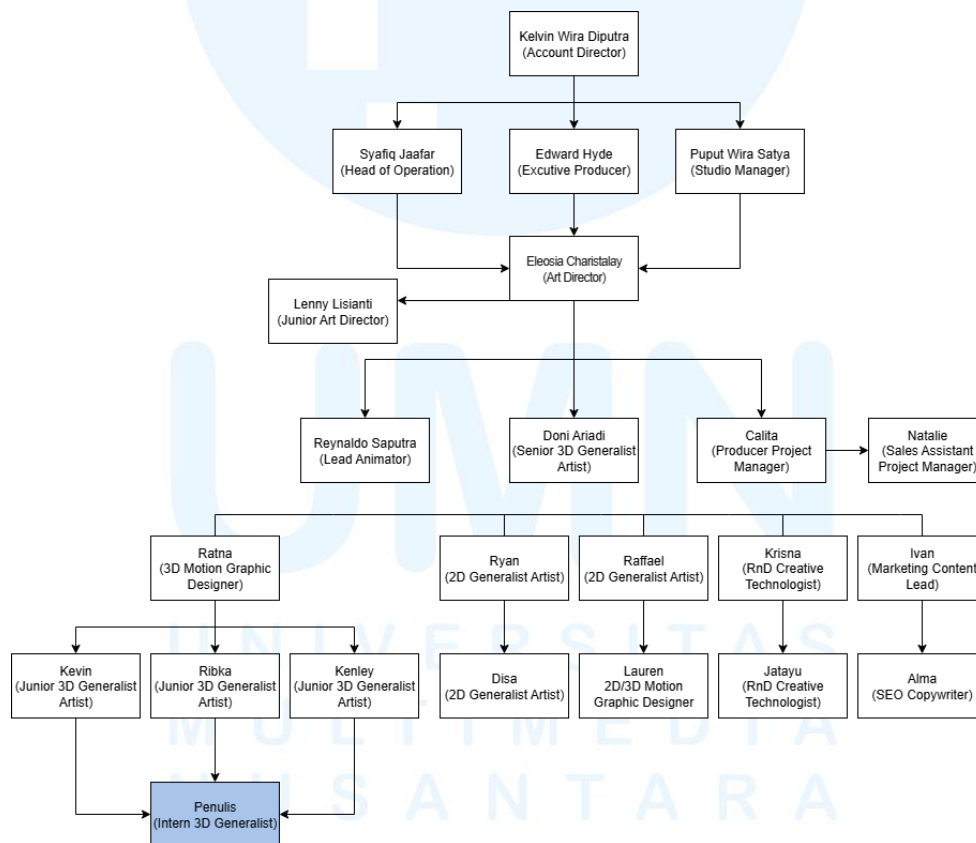 Kelvin Wira Diputra
(Account Director)
Syafiq Jaafar
(Head of Operation)
Edward Hyde
(Excutive Producer)
Puput Wira Satya
(Studio Manager)
Eleosia Charistalay
(Art Director)
Lenny Lisianti
(Junior Art Director)
Reynaldo Saputra
(Lead Animator)
Doni Ariadi
(Senior 3D Generalist
Artist)
Calita
(Producer Project
Manager)
Natalie
(Sales Assistant
Project Manager)
Ratna
(3D Motion Graphic
Designer)
Ryan
(2D Generalist Artist)
Raffael
(2D Generalist Artist)
Krisna
(RnD Creative
Technologist)
Ivan
(Marketing Content
Lead)
Kevin
(Junior 3D Generalist
Artist)
Ribka
(Junior 3D Generalist
Artist)
Kenley
(Junior 3D Generalist
Artist)
Disa
(2D Generalist Artist)
Lauren
2D/3D Motion
Graphic Designer
Jatayu
(RnD Creative
Technologist)
Alma
(SEO Copywriter)
Penulis
(Intern 3D Generalist)
UMN
UNIVERSITAS
MULTIMEDIA
NUSANTARA